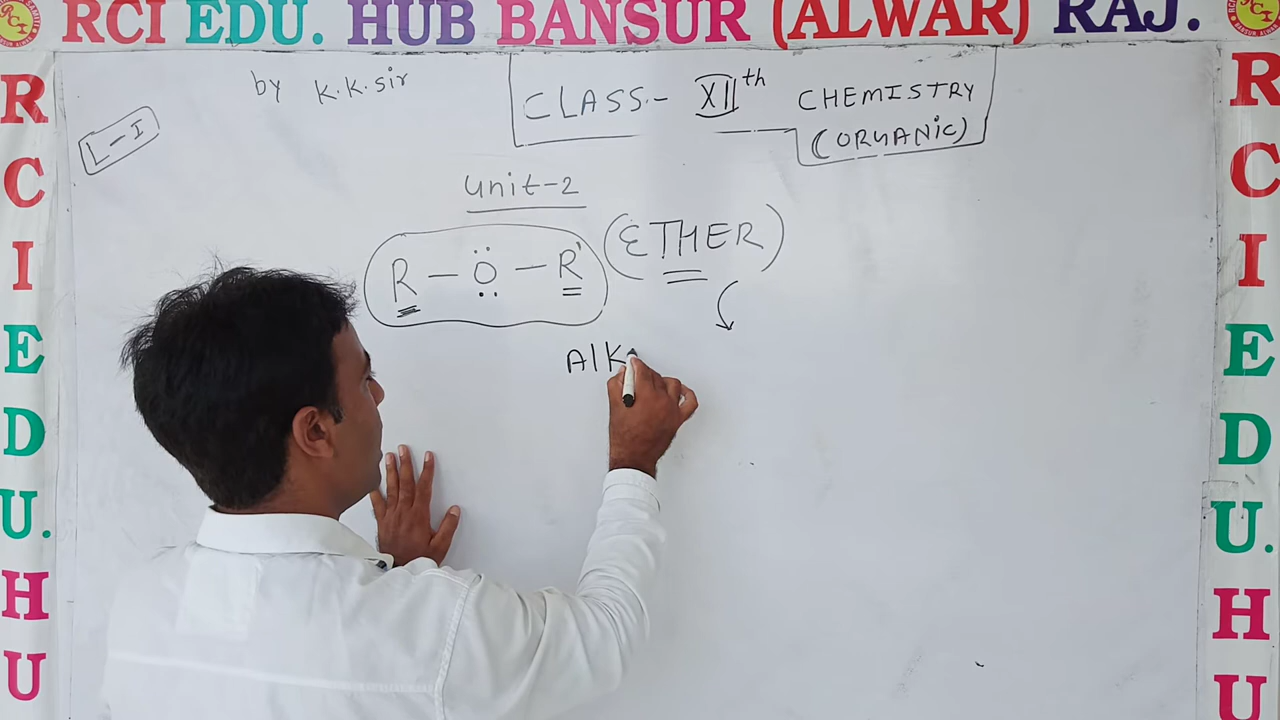 RCI EDU. HUB BANSUR (ALWAR) RAJ.
by K.K.sir
L-I
CLASS:- XIIth CHEMISTRY
(ORGANIC)
Unit-2
R - O - R' (ETHER)
AlK
R
C
I
E
D
U.
H
U
R
C
I
E
D
U.
H
U